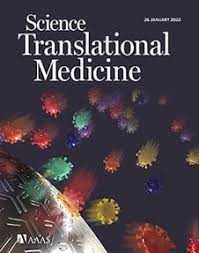 26 JANUARY 2022
Science
Translational
Medicine
AAAS